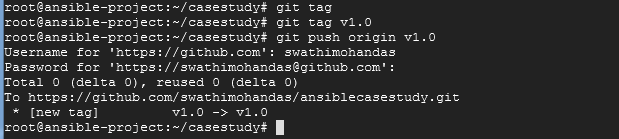 root@ansible-project:~/casestudy# git tag
root@ansible-project:~/casestudy# git tag v1.0
root@ansible-project:~/casestudy# git push origin v1.0
Username for 'https://github.com': swathimohandas
Password for 'https://swathimohandas@github.com':
Total 0 (delta 0), reused 0 (delta 0)
To https://github.com/swathimohandas/ansiblecasestudy.git
 * [new tag]         v1.0 -> v1.0
root@ansible-project:~/casestudy#